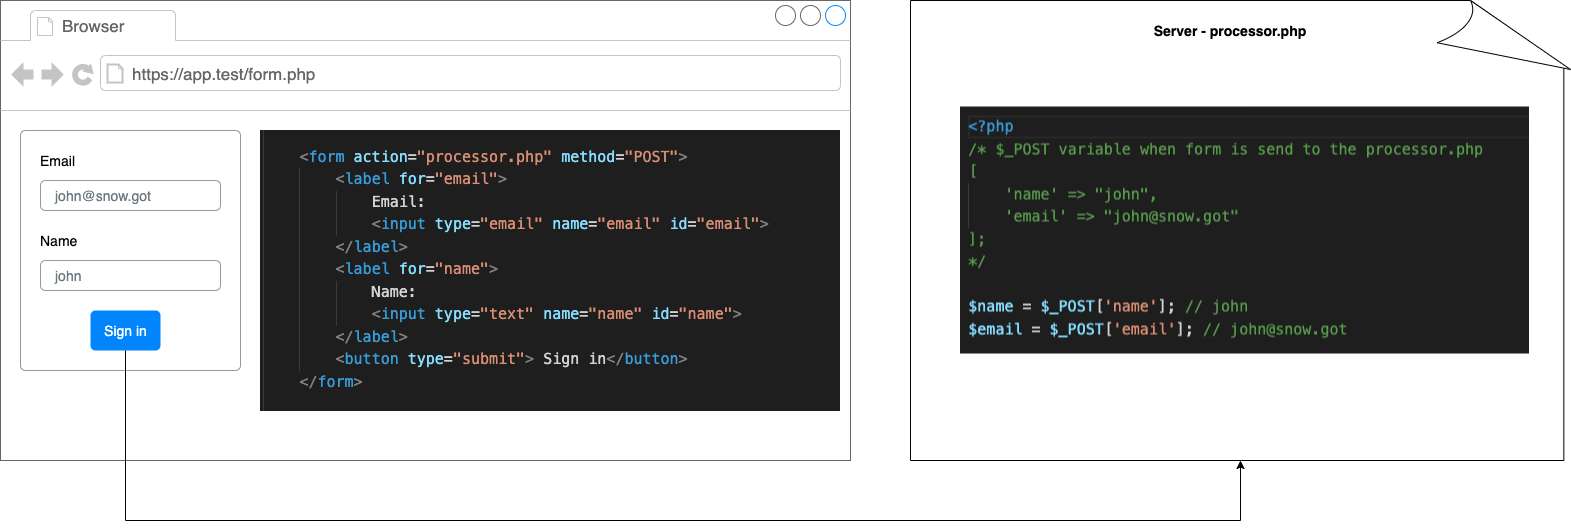 Browser
https://app.test/form.php
Email
john@snow.got
Name
john
Sign in
<form action="processor.php" method="POST">
<label for="email">
Email:
<input type="email" name="email" id="email">
</label>
<label for="name">
Name:
<input type="text" name="name" id="name">
</label>
<button type="submit"> Sign in</button>
</form>
Server - processor.php
<?php
/* $_POST variable when form is send to the processor.php
[
'name' => "john",
'email' => "john@snow.got"
];
*/
$name = $_POST['name']; // john
$email = $_POST['email']; // john@snow.got